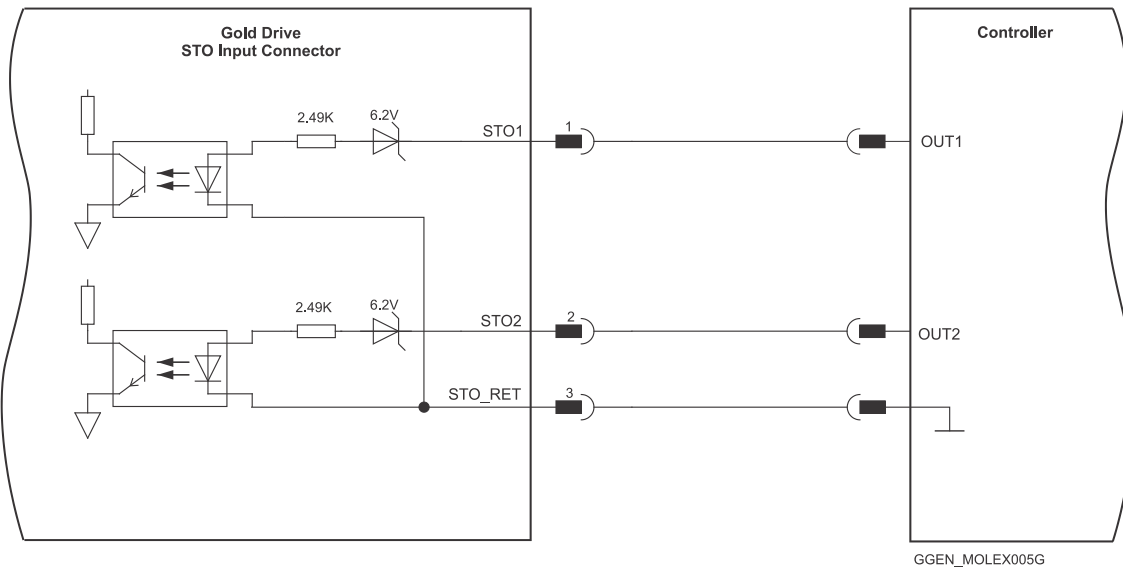 Gold Drive
STO Input Connector
Controller
2.49K
6.2V
STO1
1
OUT1
2.49K
6.2V
STO2
2
OUT2
STO_RET
3
GGEN_MOLEX005G